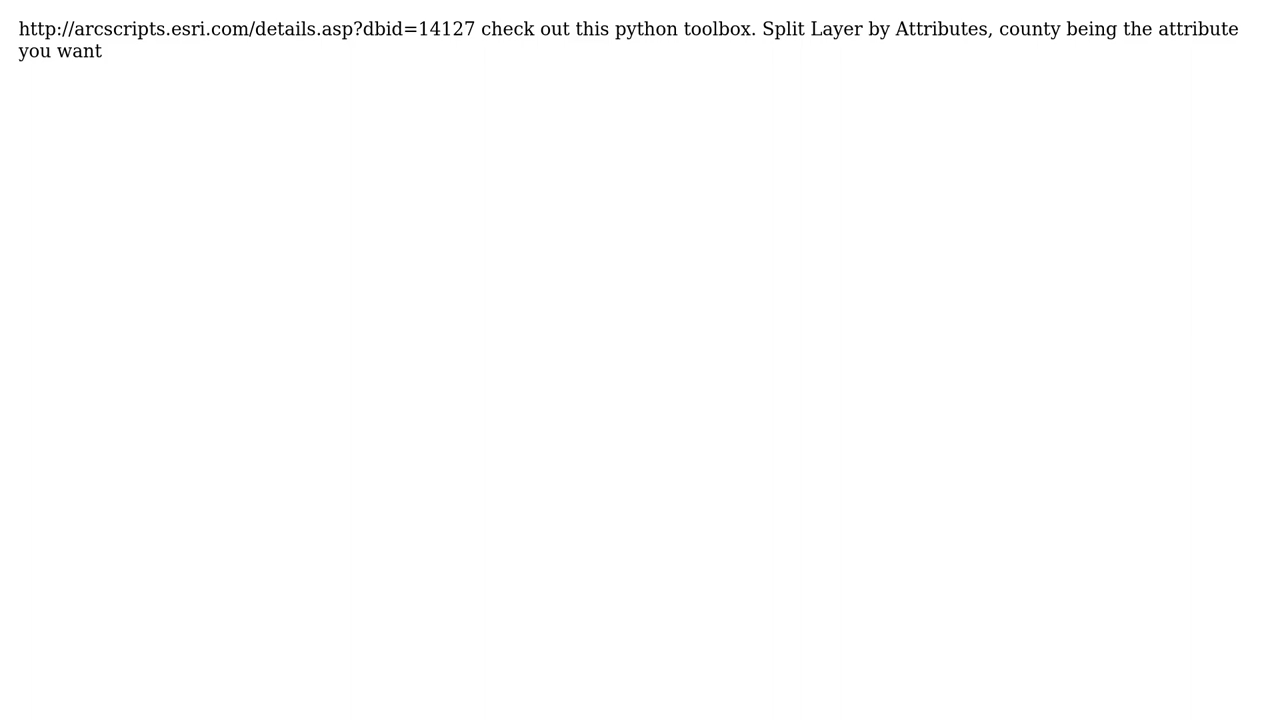 http://arcscripts.esri.com/details.asp?dbid=14127 check out this python toolbox. Split Layer by Attributes, county being the attribute
you want